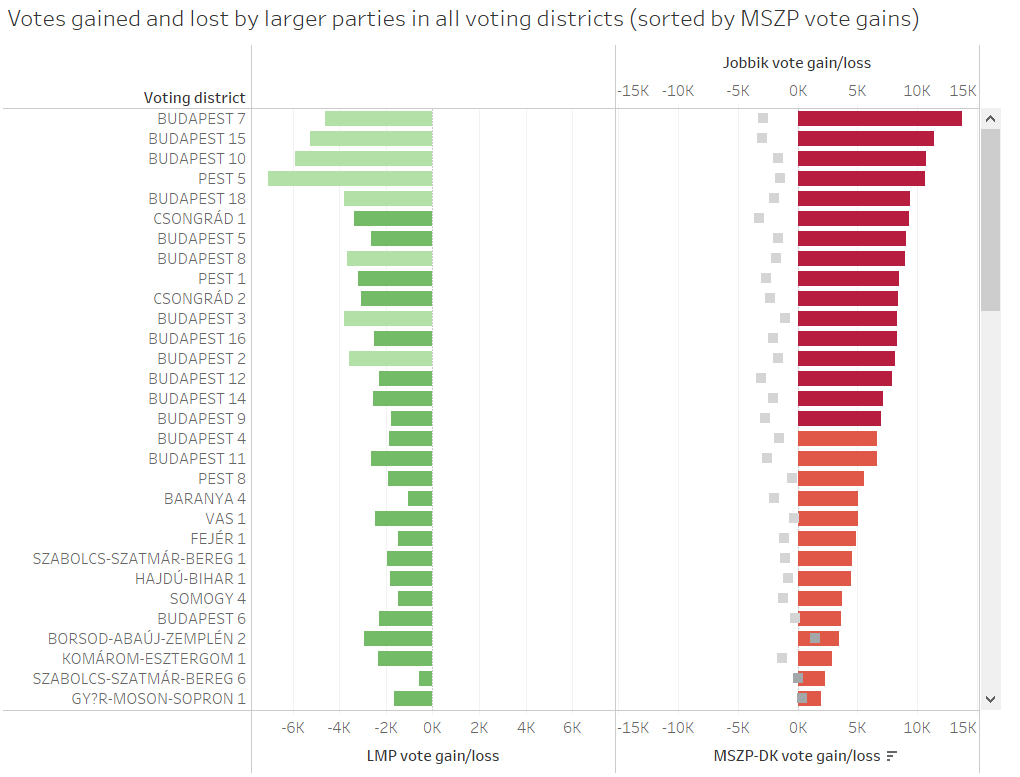 Votes gained and lost by larger parties in all voting districts (sorted by MSZP vote gains)
Jobbik vote gain/loss
-15K -10K -5K 0K 5K 10K 15K
Voting district
BUDAPEST 7
BUDAPEST 15
BUDAPEST 10
PEST 5
BUDAPEST 18
CSONGRÁD 1
BUDAPEST 5
BUDAPEST 8
PEST 1
CSONGRÁD 2
BUDAPEST 3
BUDAPEST 16
BUDAPEST 2
BUDAPEST 12
BUDAPEST 14
BUDAPEST 9
BUDAPEST 4
BUDAPEST 11
PEST 8
BARANYA 4
VAS 1
FEJÉR 1
SZABOLCS-SZATMÁR-BEREG 1
HAJDÚ-BIHAR 1
SOMOGY 4
BUDAPEST 6
BORSOD-ABAÚJ-ZEMPLÉN 2
KOMÁROM-ESZTERGOM 1
SZABOLCS-SZATMÁR-BEREG 6
GY?R-MOSON-SOPRON 1
-6K -4K -2K 0K 2K 4K 6K
-15K -10K -5K 0K 5K 10K 15K
LMP vote gain/loss
MSZP-DK vote gain/loss